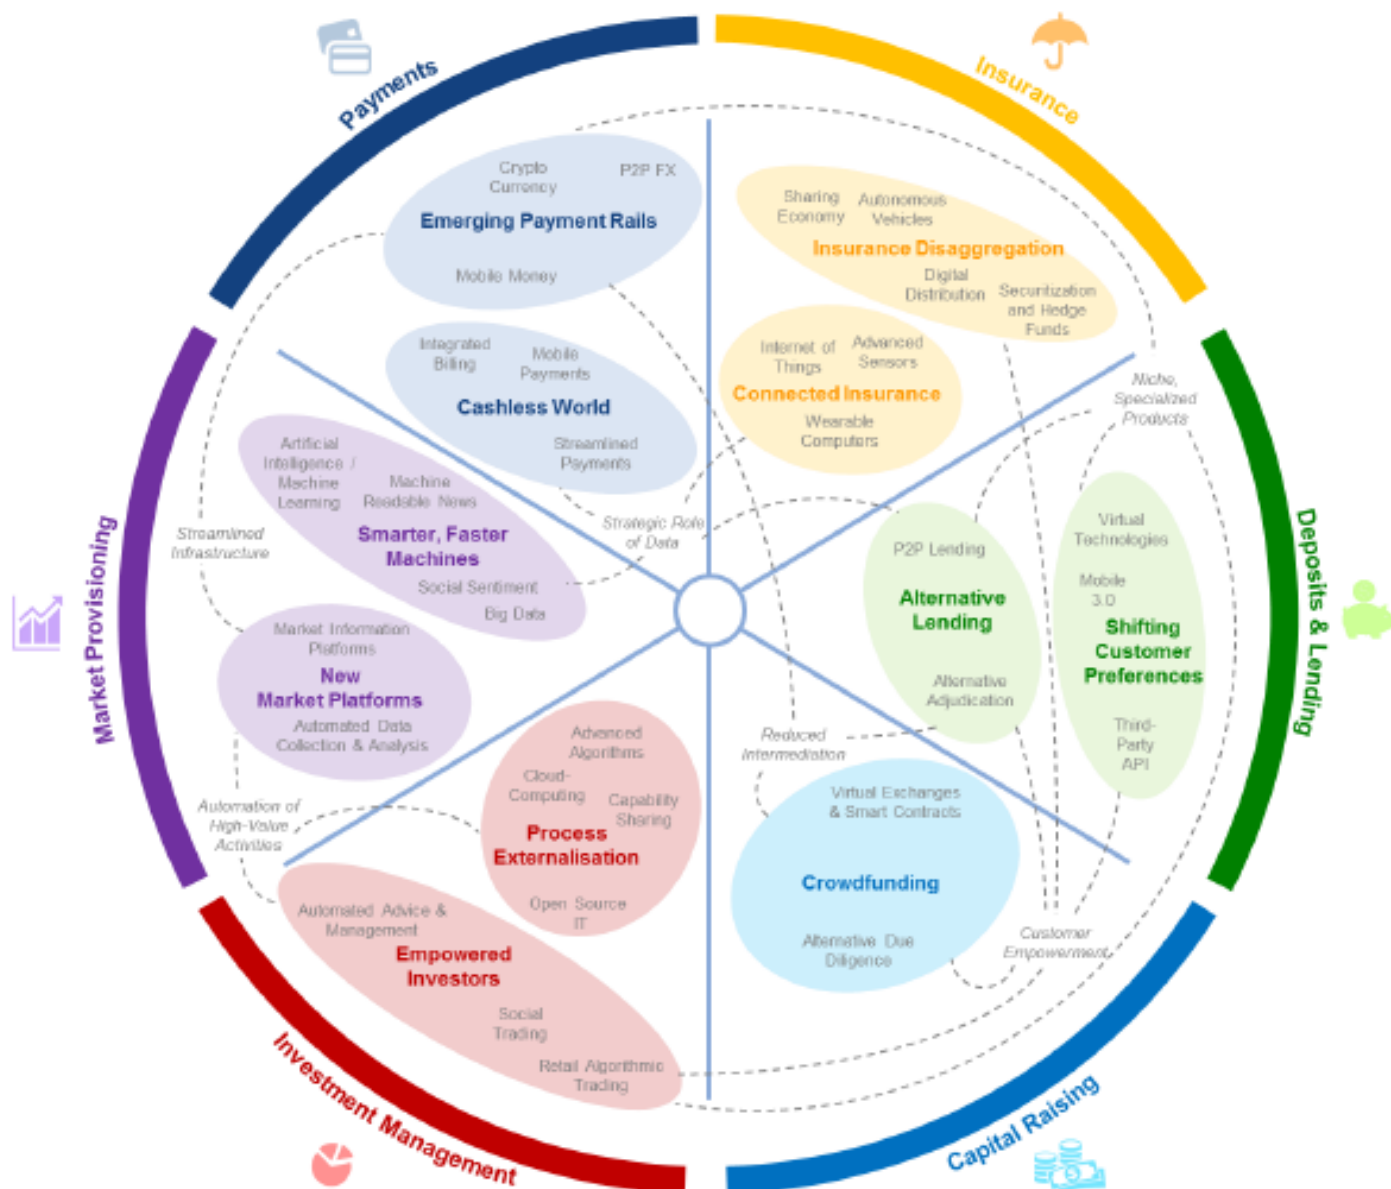 Payments
Crypto
Currency
P2P FX
Emerging Payment Rails
Mobile Money
Integrated
Billing
Mobile
Payments
Cashless World
Streamlined
Payments
Insurance
Sharing
Economy
Autonomous
Vehicles
Insurance Disaggregation
Digital
Distribution
Securitization
and Hedge
Funds
Internet of
Things
Advanced
Sensors
Connected Insurance
Wearable
Computers
Niche,
Specialized
Products
Deposits & Lending
P2P Lending
Alternative
Lending
Alternative
Adjudication
Virtual
Technologies
Mobile
3.0
Shifting
Customer
Preferences
Third-
Party
API
Strategic Role
of Data
Market Provisioning
Artificial
Intelligence /
Machine
Learning
Machine
Readable News
Smarter, Faster
Machines
Social Sentiment
Big Data
Streamlined
Infrastructure
Market Information
Platforms
New
Market Platforms
Automated Data
Collection & Analysis
Automation of
High-Value
Activities
Investment Management
Advanced
Algorithms
Cloud-
Computing
Capability
Sharing
Process
Externalisation
Open Source
IT
Automated Advice &
Management
Empowered
Investors
Social
Trading
Retail Algorithmic
Trading
Reduced
Intermediation
Capital Raising
Virtual Exchanges
& Smart Contracts
Crowdfunding
Alternative Due
Diligence
Customer
Empowerment